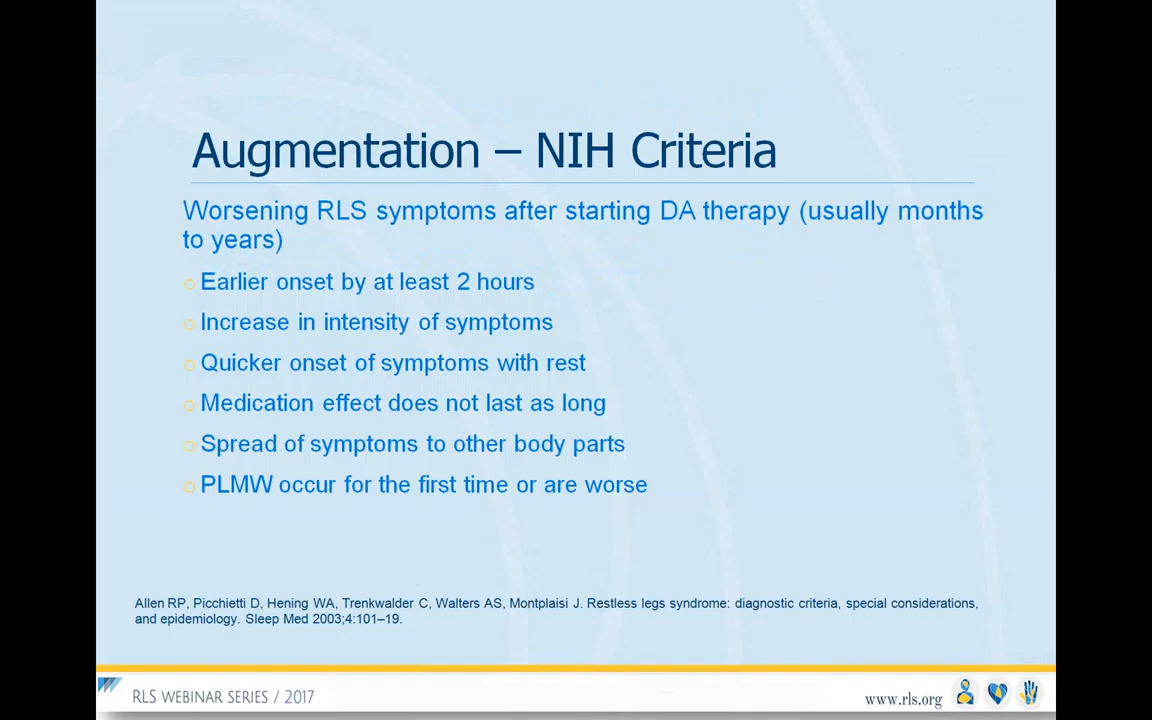 Augmentation – NIH Criteria
Worsening RLS symptoms after starting DA therapy (usually months
to years)
Earlier onset by at least 2 hours
Increase in intensity of symptoms
Quicker onset of symptoms with rest
Medication effect does not last as long
Spread of symptoms to other body parts
PLMW occur for the first time or are worse
Allen RP, Picchietti D, Hening WA, Trenkwalder C, Walters AS, Montplaisi J. Restless legs syndrome: diagnostic criteria, special considerations,
and epidemiology. Sleep Med 2003;4:101–19.
RLS WEBINAR SERIES / 2017
www.rls.org